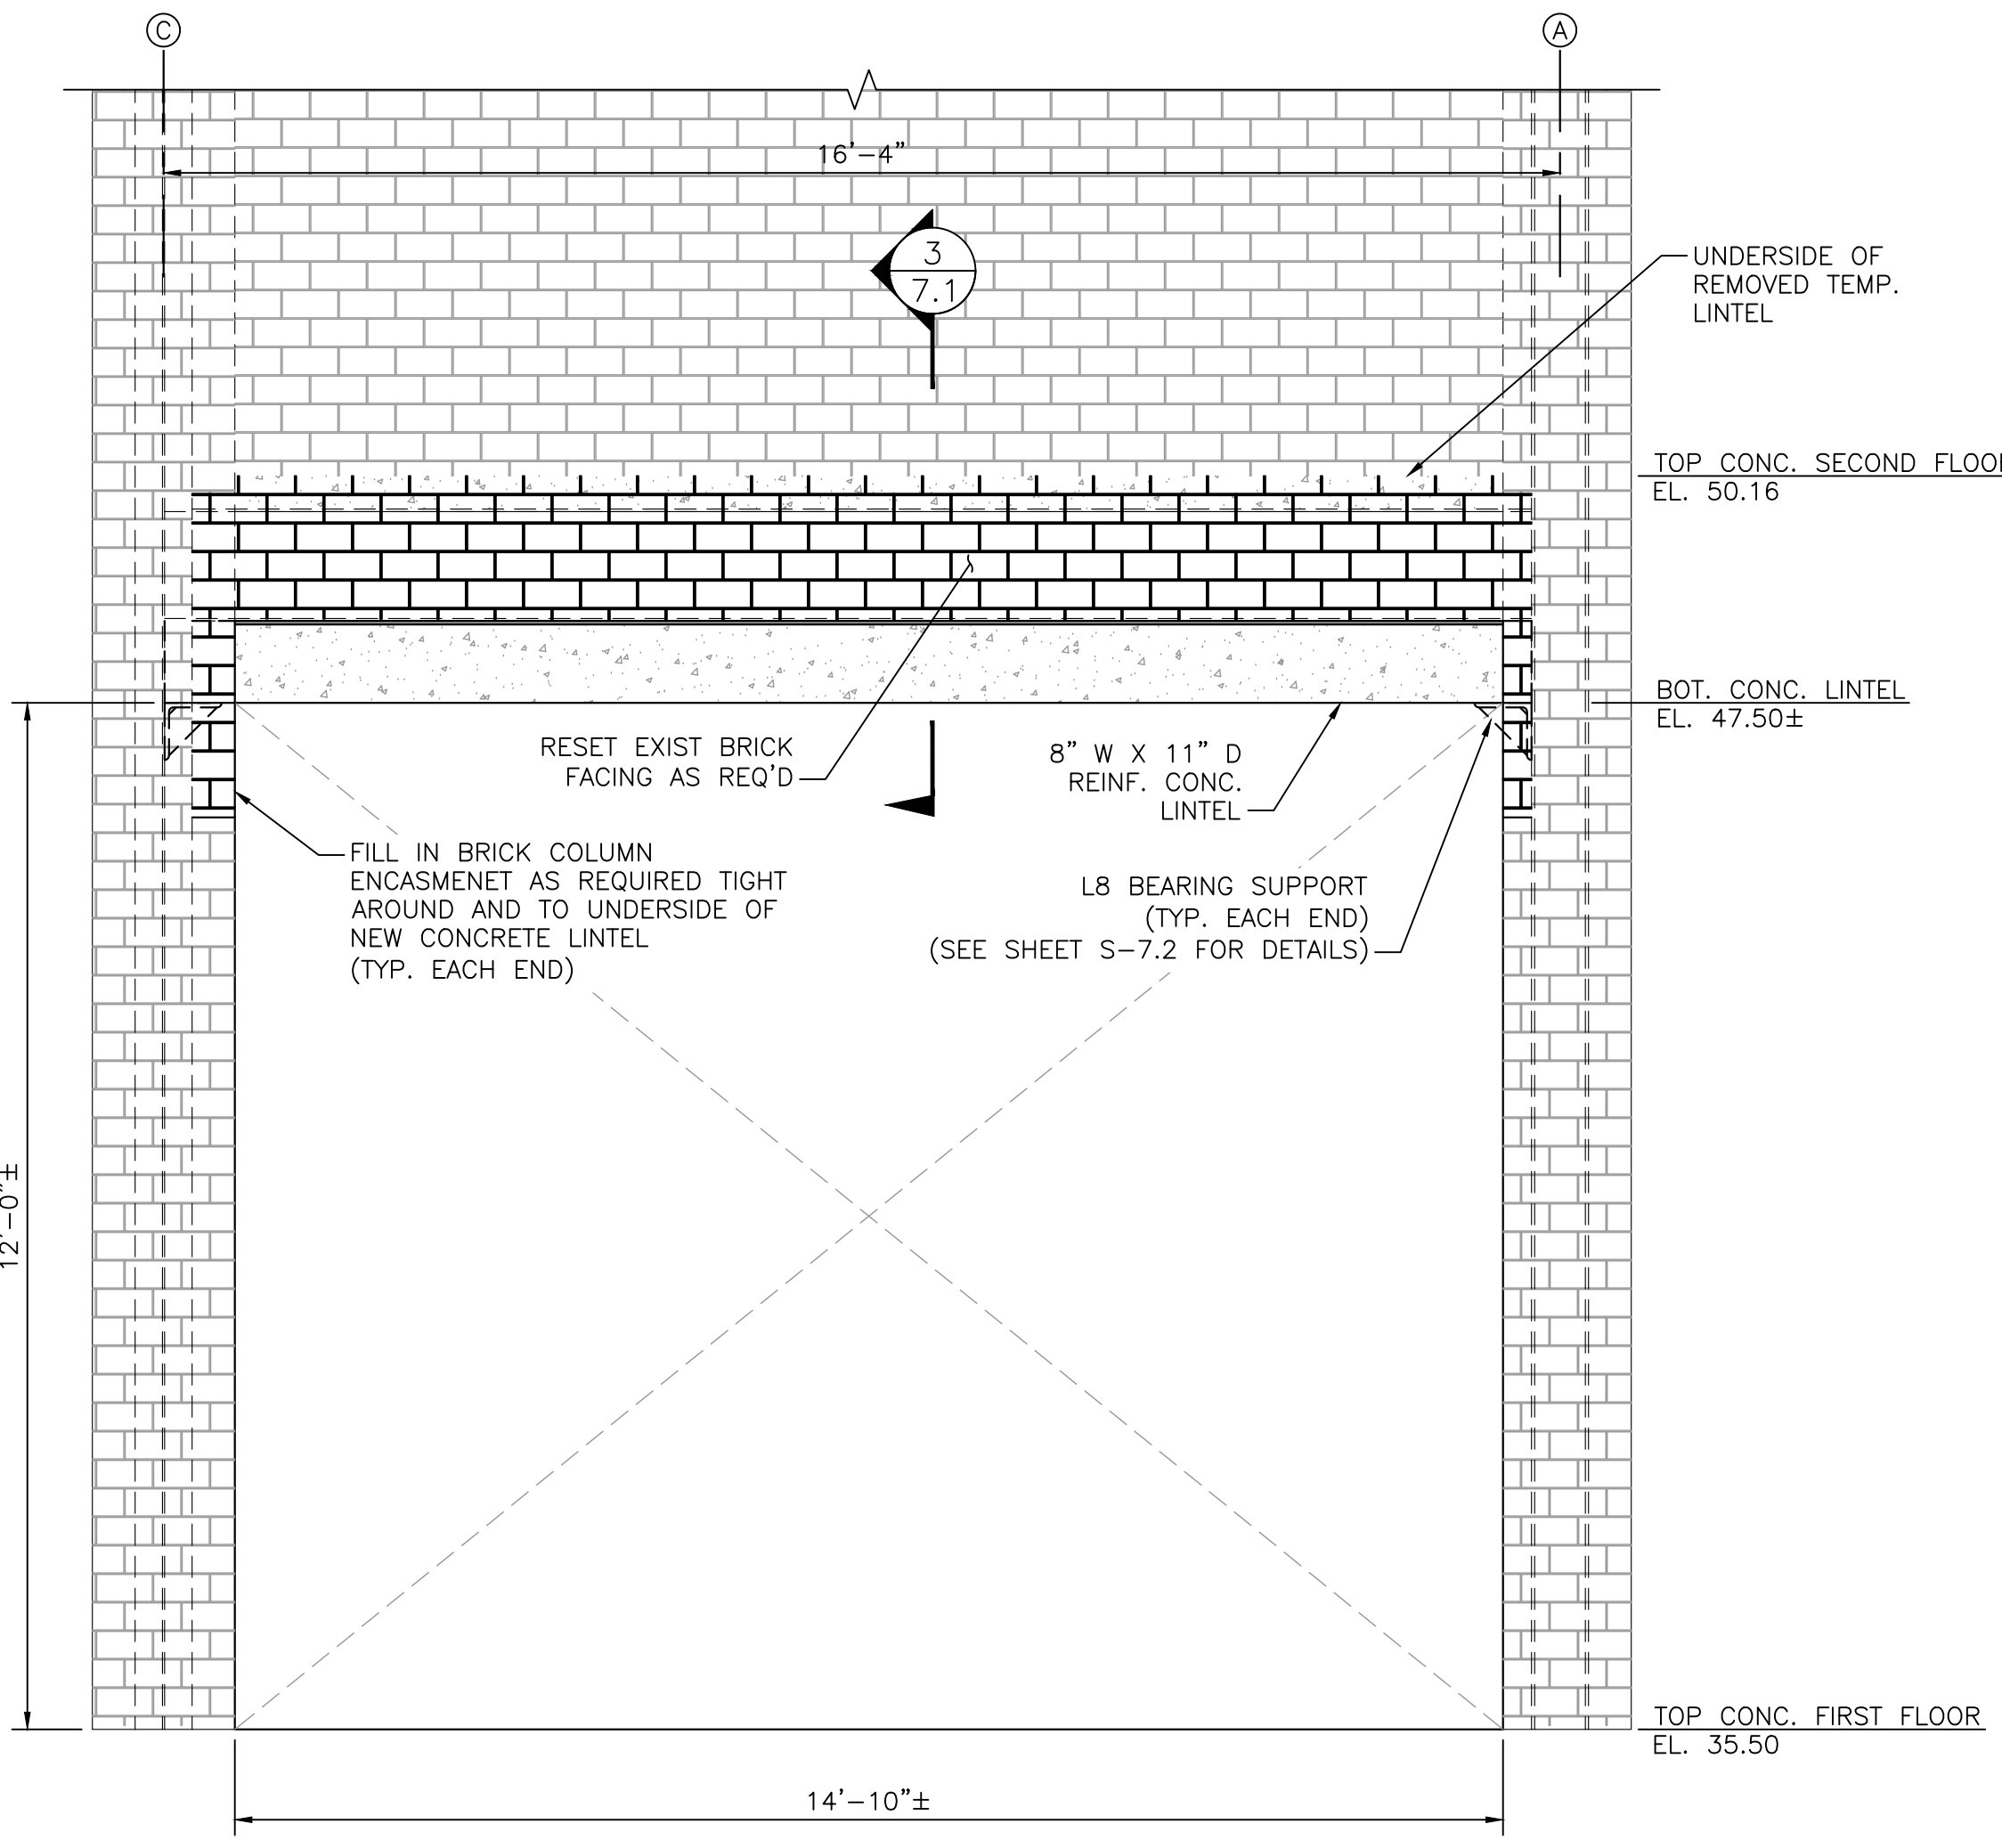 C
A
16'-4"
3
7.1
UNDERSIDE OF
REMOVED TEMP.
LINTEL
TOP CONC. SECOND
EL. 50.16
BOT. CONC. LINTEL
EL. 47.50±
RESET EXIST BRICK
FACING AS REQ'D
8" W X 11" D
REINF. CONC.
LINTEL
FILL IN BRICK COLUMN
ENCASMENET AS REQUIRED TIGHT
AROUND AND TO UNDERSIDE OF
NEW CONCRETE LINTEL
(TYP. EACH END)
L8 BEARING SUPPORT
(TYP. EACH END)
(SEE SHEET S-7.2 FOR DETAILS)
12'-0"±
TOP CONC. FIRST FLOOR
EL. 35.50
14'-10"±